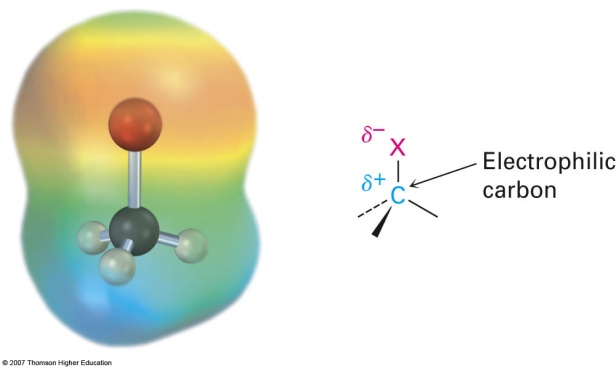 δ−
X
δ+
C
Electrophilic
carbon
© 2007 Thomson Higher Education